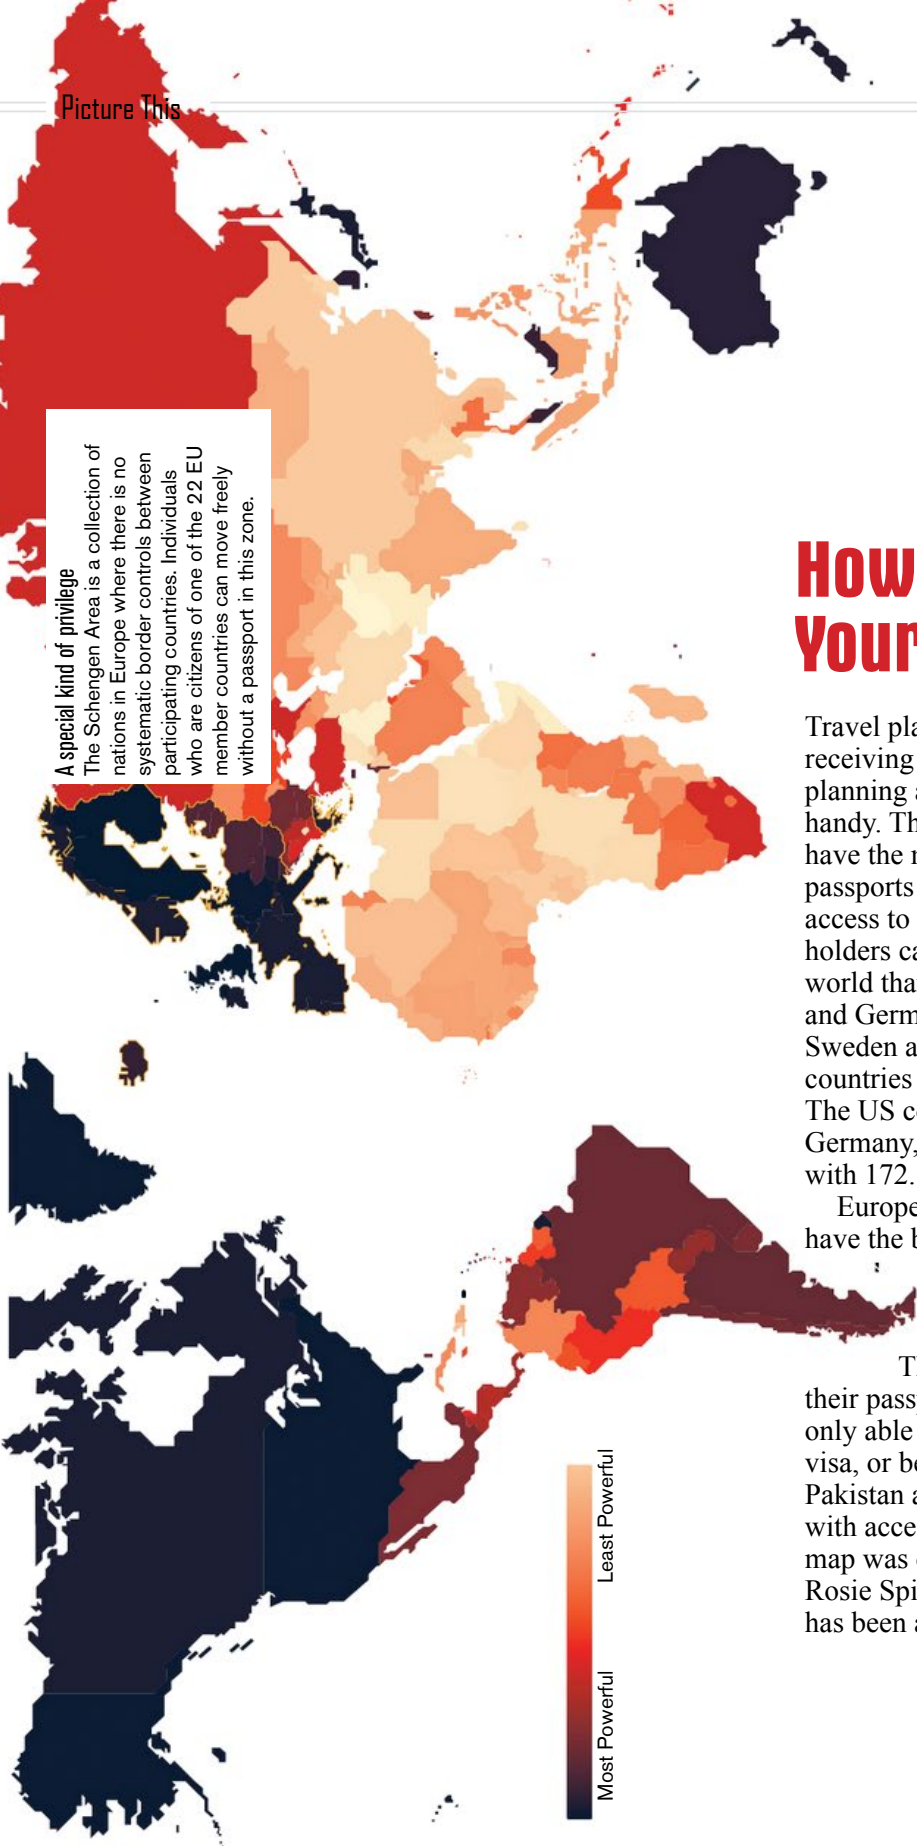 Picture This
A special kind of privilege
The Schengen Area is a collection of
nations in Europe where there is no
systematic border controls between
participating countries. Individuals
who are citizens of one of the 22 EU
member countries can move freely
without a passport in this zone.
Most Powerful
Least Powerful
How
Your
Travel pla
receiving
planning a
handy. Th
have the m
passports
access to
holders ca
world tha
and Germ
Sweden a
countries
The US c
Germany,
with 172.
Europe
have the b
Th
their pass
only able
visa, or be
Pakistan a
with acce
map was
Rosie Spi
has been a